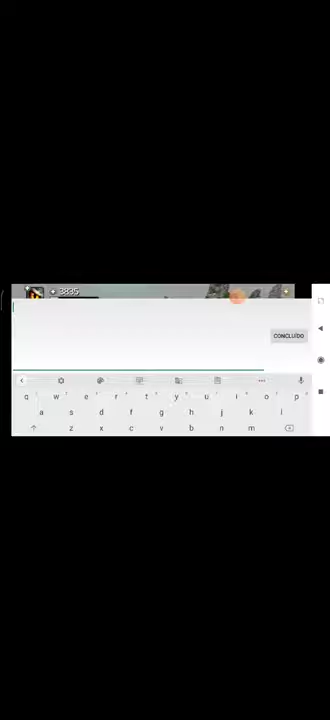 3835
CONCLUÍDO
q w e r t y u i o p
a s d f g h j k l
z x c v b n m